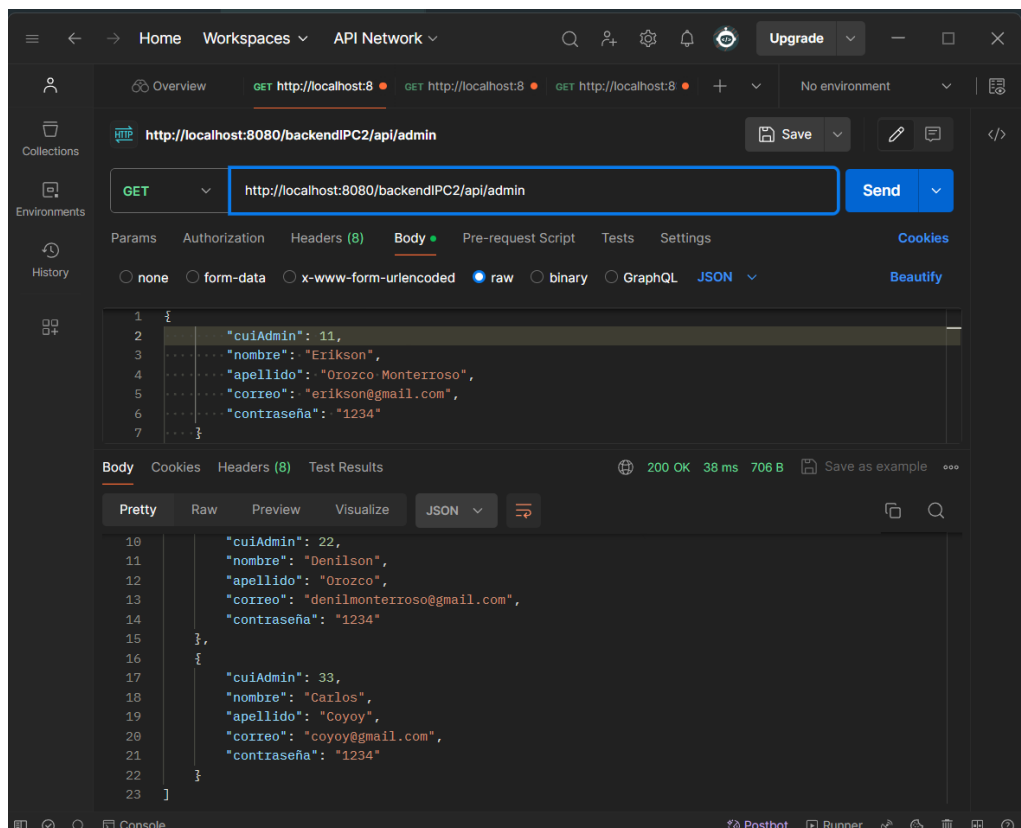 Home Workspaces API Network Upgrade
Overview GET http://localhost:8 GET http://localhost:8 GET http://localhost:8 No environment
HTTP http://localhost:8080/backendIPC2/api/admin Save
Collections
Environments
History
GET http://localhost:8080/backendIPC2/api/admin Send
Params Authorization Headers (8) Body Pre-request Script Tests Settings Cookies
none form-data x-www-form-urlencoded raw binary GraphQL JSON Beautify
1 {
2 "cuiAdmin": 11,
3 "nombre": "Erikson",
4 "apellido": "Orozco Monterroso",
5 "correo": "erikson@gmail.com",
6 "contraseña": "1234"
7 }
Body Cookies Headers (8) Test Results 200 OK 38 ms 706 B Save as example
Pretty Raw Preview Visualize JSON
10 "cuiAdmin": 22,
11 "nombre": "Denilson",
12 "apellido": "Orozco",
13 "correo": "denilmonterroso@gmail.com",
14 "contraseña": "1234"
15 },
16 {
17 "cuiAdmin": 33,
18 "nombre": "Carlos",
19 "apellido": "Coyoy",
20 "correo": "coyoy@gmail.com",
21 "contraseña": "1234"
22 }
23 ]
Console Postbot Runner